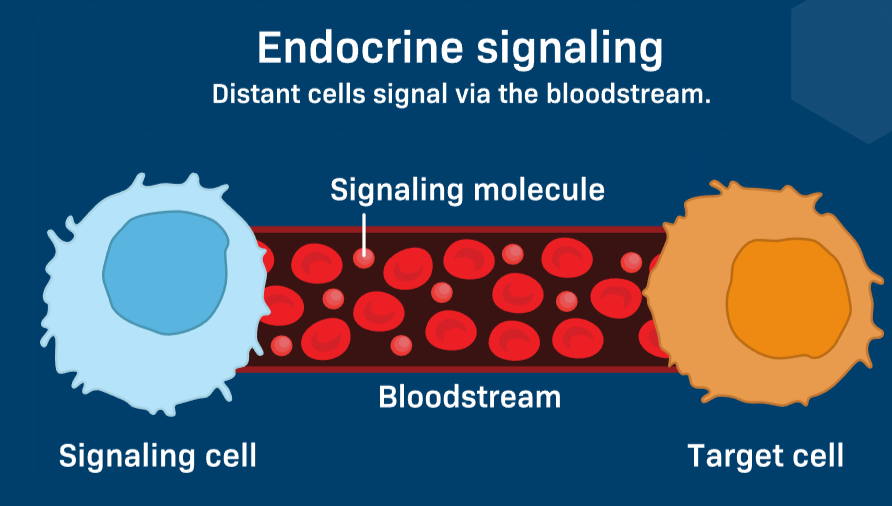 Endocrine signaling
Distant cells signal via the bloodstream.
Signaling molecule
Bloodstream
Signaling cell
Target cell